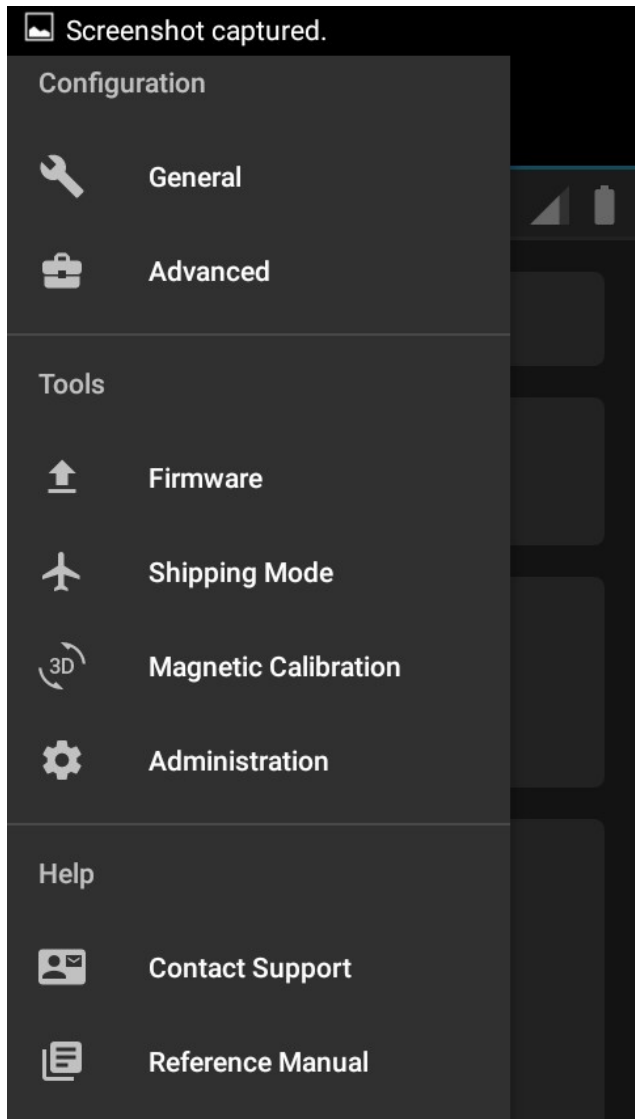 Screenshot captured.
Configuration
General
Advanced
Tools
Firmware
Shipping Mode
3D
Magnetic Calibration
Administration
Help
Contact Support
Reference Manual